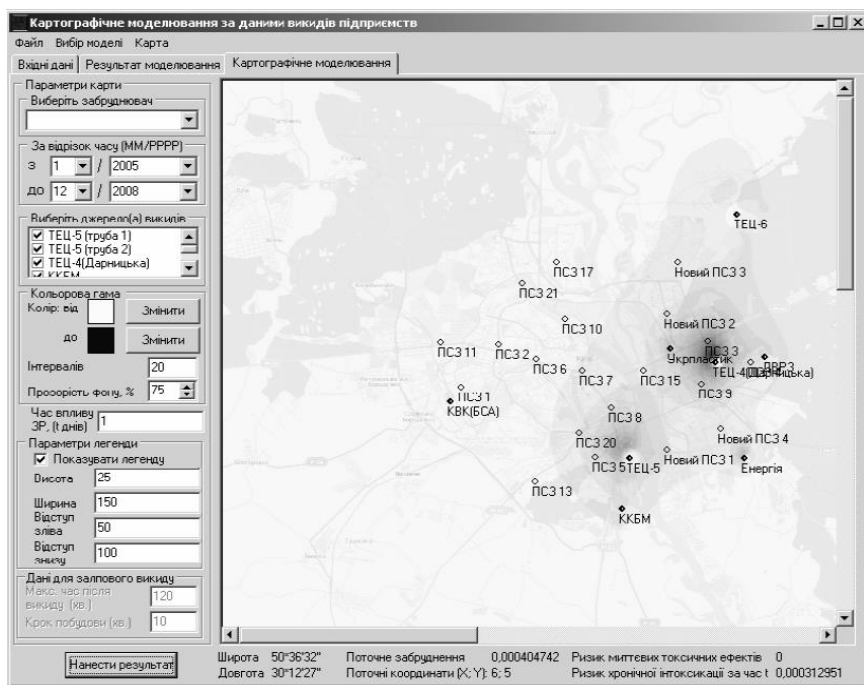 Картографічне моделювання за даними викидів підприємств
Файл Вибір моделі Карта
Вхідні дані Результат моделювання Картографічне моделювання
Параметри карти
Виберіть забруднювач
За відрізок часу (ММ/РРРР)
з 1 / 2005
до 12 / 2008
Виберіть джерело(а) викидів
ТЕЦ-5 (труба 1)
ТЕЦ-5 (труба 2)
ТЕЦ-4(Дарницька)
ККБМ
Кольорова гама
Колір: від Змінити
до Змінити
Інтервалів 20
Прозорість фону, % 75
Час впливу ЗР, (t днів) 1
Параметри легенди
Показувати легенду
Висота 25
Ширина 150
Відступ зліва 50
Відступ знизу 100
Дані для залпового викиду
Макс. час після викиду (хв.) 120
Крок побудови (хв.) 10
Нанести результат
ТЕЦ-6
ПСЗ 17
Новий ПСЗ 3
ПСЗ 21
Новий ПСЗ 2
ПСЗ 10
ПСЗ 11
ПСЗ 2
ПСЗ 3
Укрпластик
ПСЗ 6
ДВРЗ
ТЕЦ-4(Дарницька)
ПСЗ 7
ПСЗ 15
ПСЗ 1
ПСЗ 9
КВК(БСА)
ПСЗ 8
ПСЗ 20
Новий ПСЗ 4
ПСЗ 5
ТЕЦ-5
Новий ПСЗ 1
Енергія
ПСЗ 13
ККБМ
Широта 50°36'32" Поточне забруднення 0,000404742 Ризик миттєвих токсичних ефектів 0
Довгота 30°12'27" Поточні координати (X; Y): 6; 5 Ризик хронічної інтоксикації за час t 0,000312951